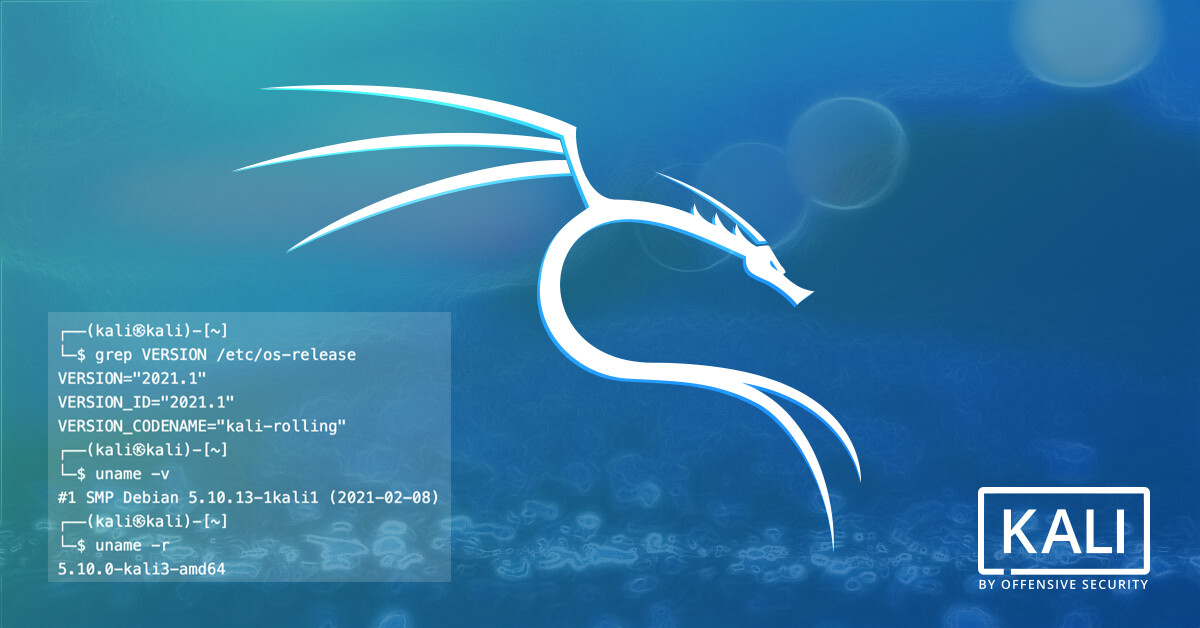 ┌──(kali㉿kali)-[~]
└─$ grep VERSION /etc/os-release
VERSION="2021.1"
VERSION_ID="2021.1"
VERSION_CODENAME="kali-rolling"
┌──(kali㉿kali)-[~]
└─$ uname -v
#1 SMP Debian 5.10.13-1kali1 (2021-02-08)
┌──(kali㉿kali)-[~]
└─$ uname -r
5.10.0-kali3-amd64
KALI
BY OFFENSIVE SECURITY